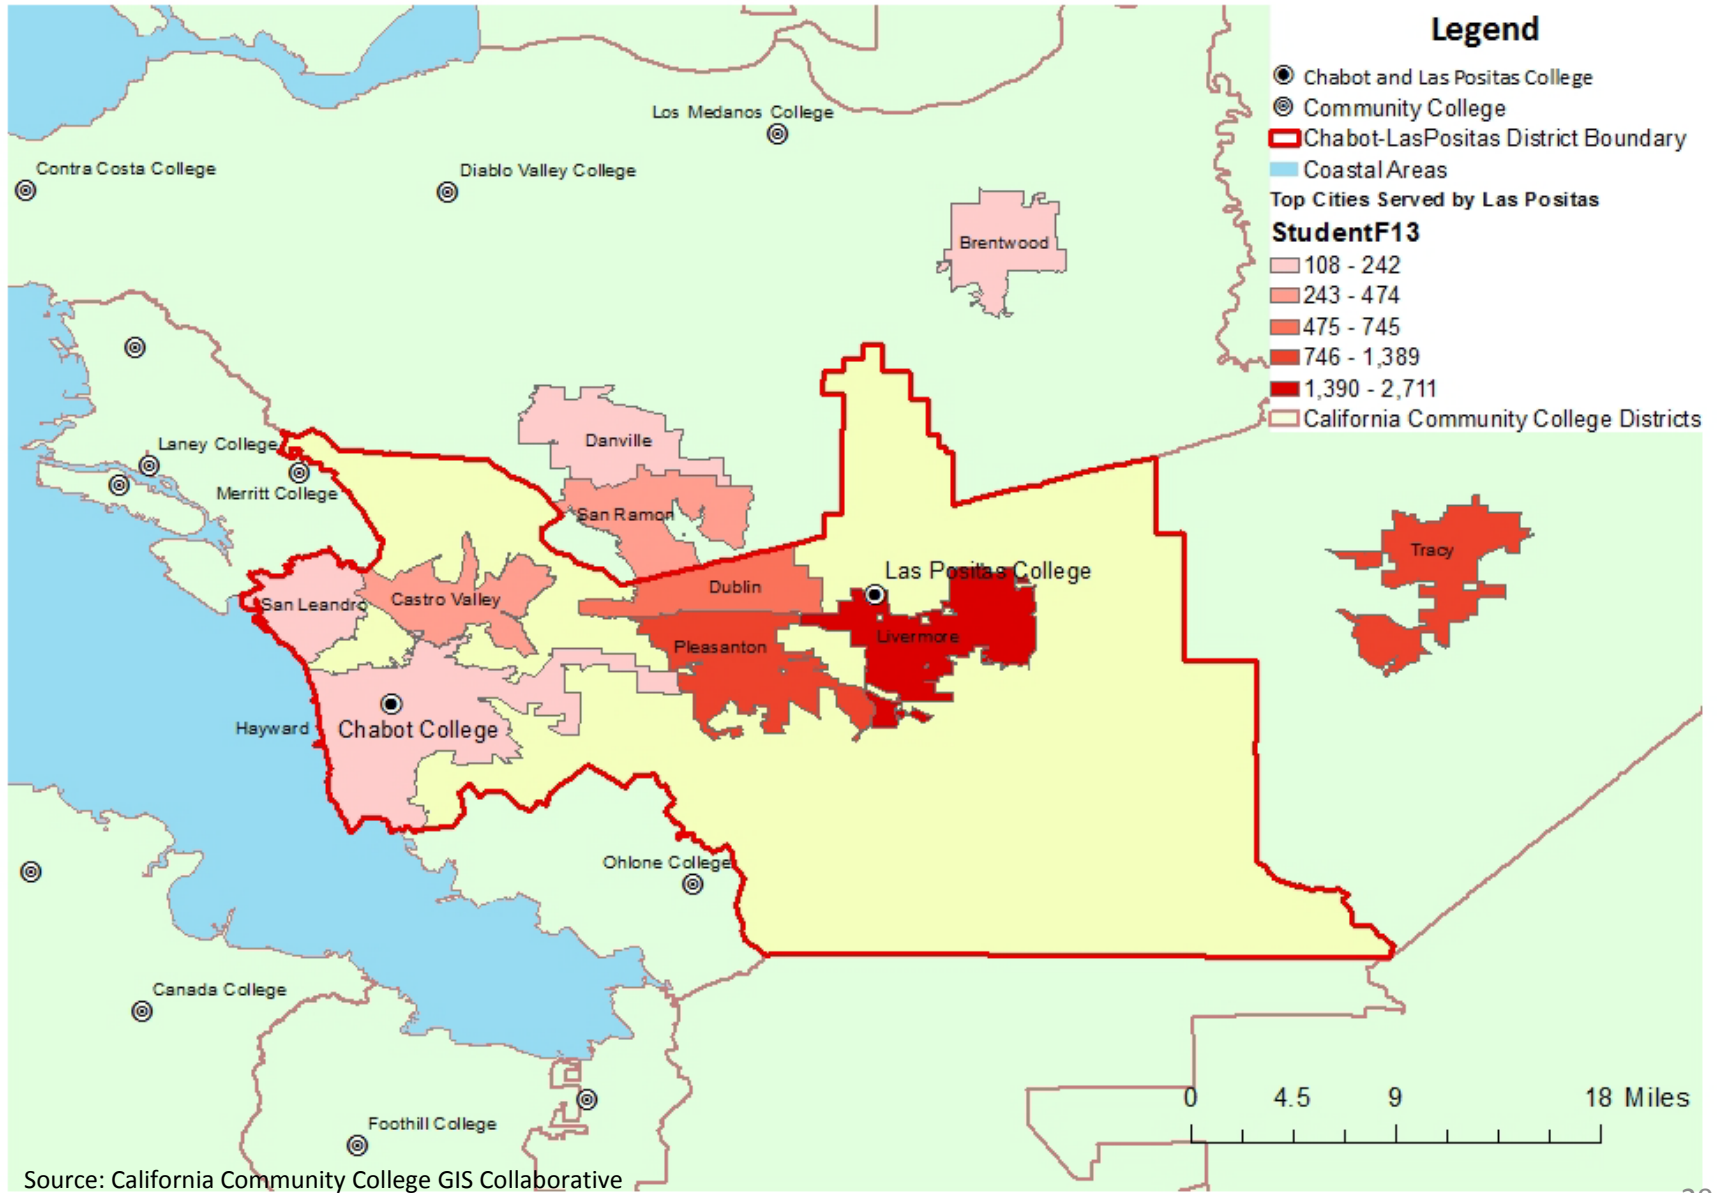 Legend
Chabot and Las Positas College
Community College
Chabot-LasPositas District Boundary
Coastal Areas
Top Cities Served by Las Positas
StudentF13
108 - 242
243 - 474
475 - 745
746 - 1,389
1,390 - 2,711
California Community College Districts
Los Medanos College
Contra Costa College
Diablo Valley College
Brentwood
Laney College
Danville
Merritt College
San Ramon
Tracy
Las Positas College
Dublin
San Leandro
Castro Valley
Livermore
Pleasanton
Hayward
Chabot College
Ohlone College
Canada College
Foothill College
0 4.5 9 18 Miles
Source: California Community College GIS Collaborative